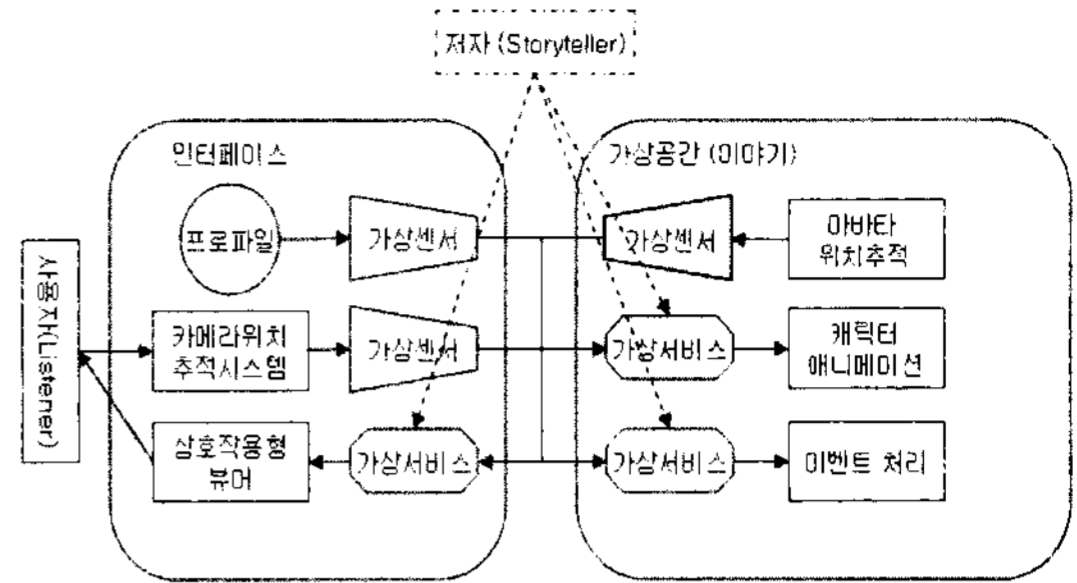 저자 (Storyteller)
인터페이스
가상공간 (이야기)
프로파일
가상센서
가상센서
아바타
위치추적
사용자(Listener)
카메라위치
추적시스템
가상센서
가상서비스
캐릭터
애니메이션
상호작용형
뷰어
가상서비스
가상서비스
이벤트 처리